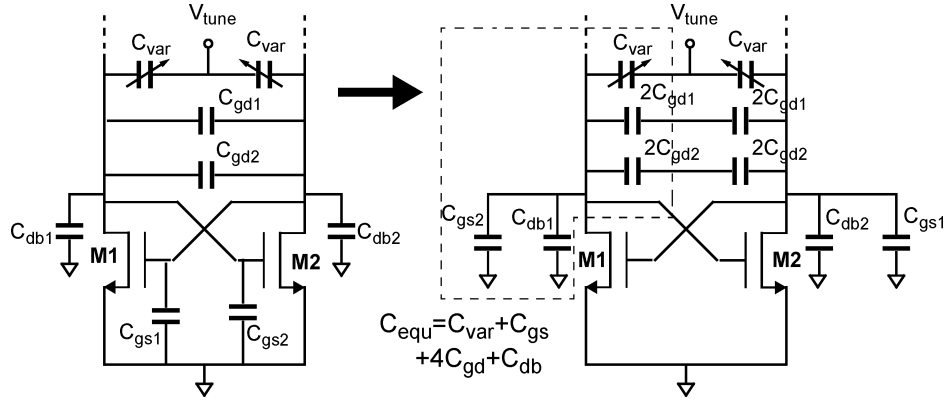 V_tune
C_var C_var
C_gd1
C_gd2
C_db1
M1
M2
C_db2
C_gs1
C_gs2
V_tune
C_var C_var
2C_gd1 2C_gd1
2C_gd2 2C_gd2
C_gs2
C_db1
M1
M2
C_db2
C_gs1
C_equ=C_var+C_gs
+4C_gd+C_db